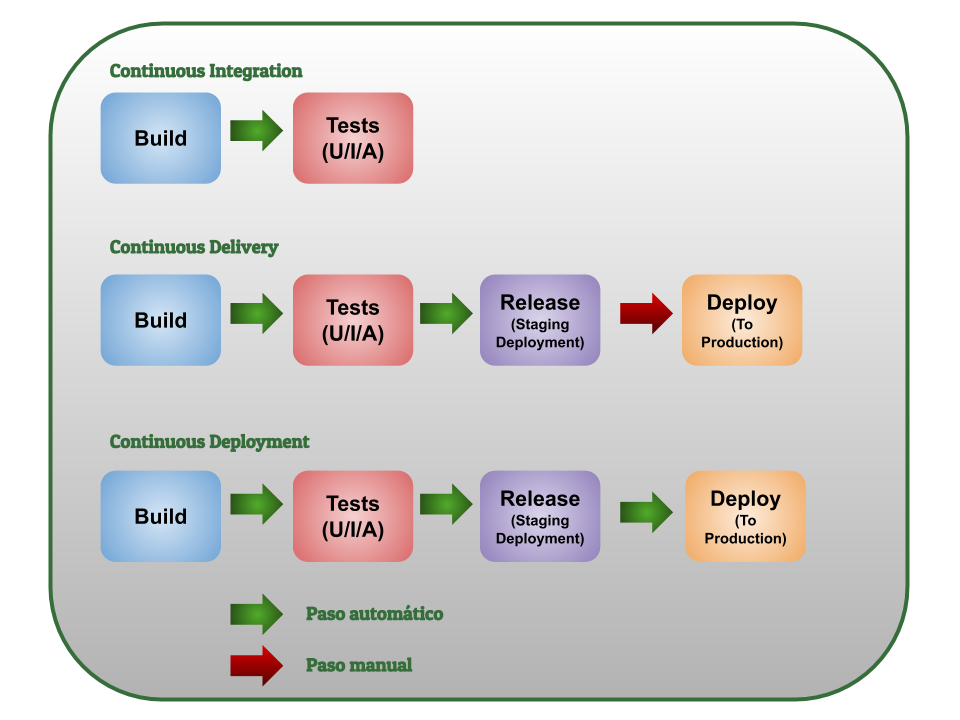 Continuous Integration
Build
Tests
(U/I/A)
Continuous Delivery
Build
Tests
(U/I/A)
Release
(Staging
Deployment)
Deploy
(To
Production)
Continuous Deployment
Build
Tests
(U/I/A)
Release
(Staging
Deployment)
Deploy
(To
Production)
Paso automático
Paso manual